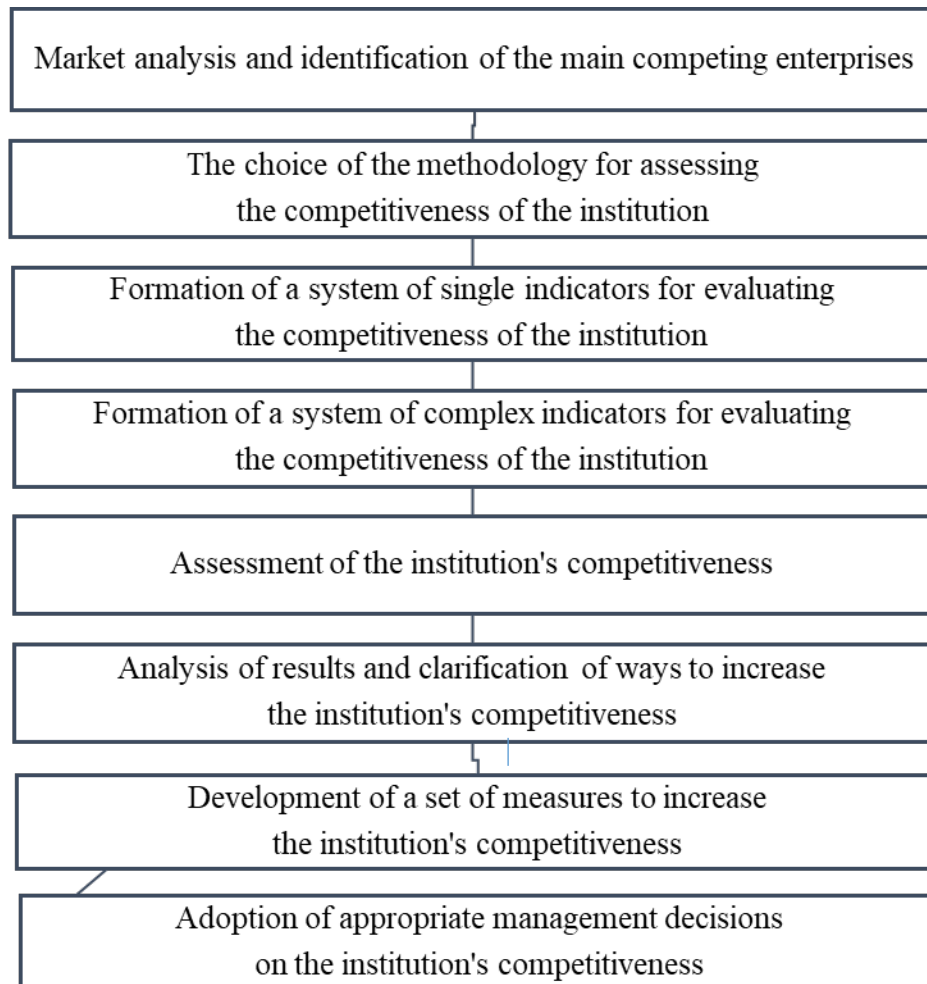 Market analysis and identification of the main competing enterprises
The choice of the methodology for assessing
the competitiveness of the institution
Formation of a system of single indicators for evaluating
the competitiveness of the institution
Formation of a system of complex indicators for evaluating
the competitiveness of the institution
Assessment of the institution's competitiveness
Analysis of results and clarification of ways to increase
the institution's competitiveness
Development of a set of measures to increase
the institution's competitiveness
Adoption of appropriate management decisions
on the institution's competitiveness